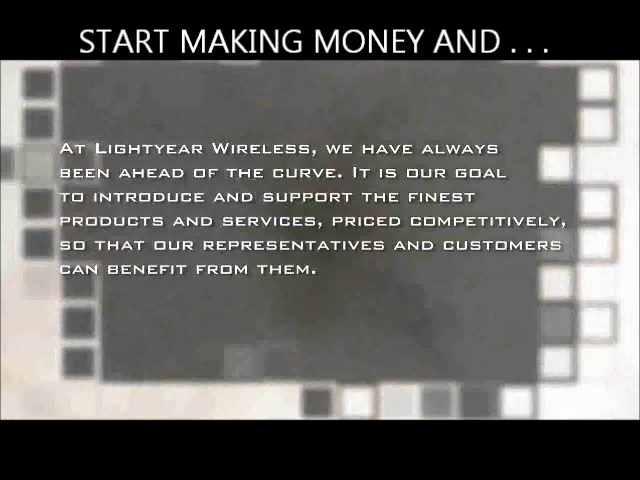 START MAKING MONEY AND . . .
At Lightyear Wireless, we have always
been ahead of the curve. It is our goal
to introduce and support the finest
products and services, priced competitively,
so that our representatives and customers
can benefit from them.